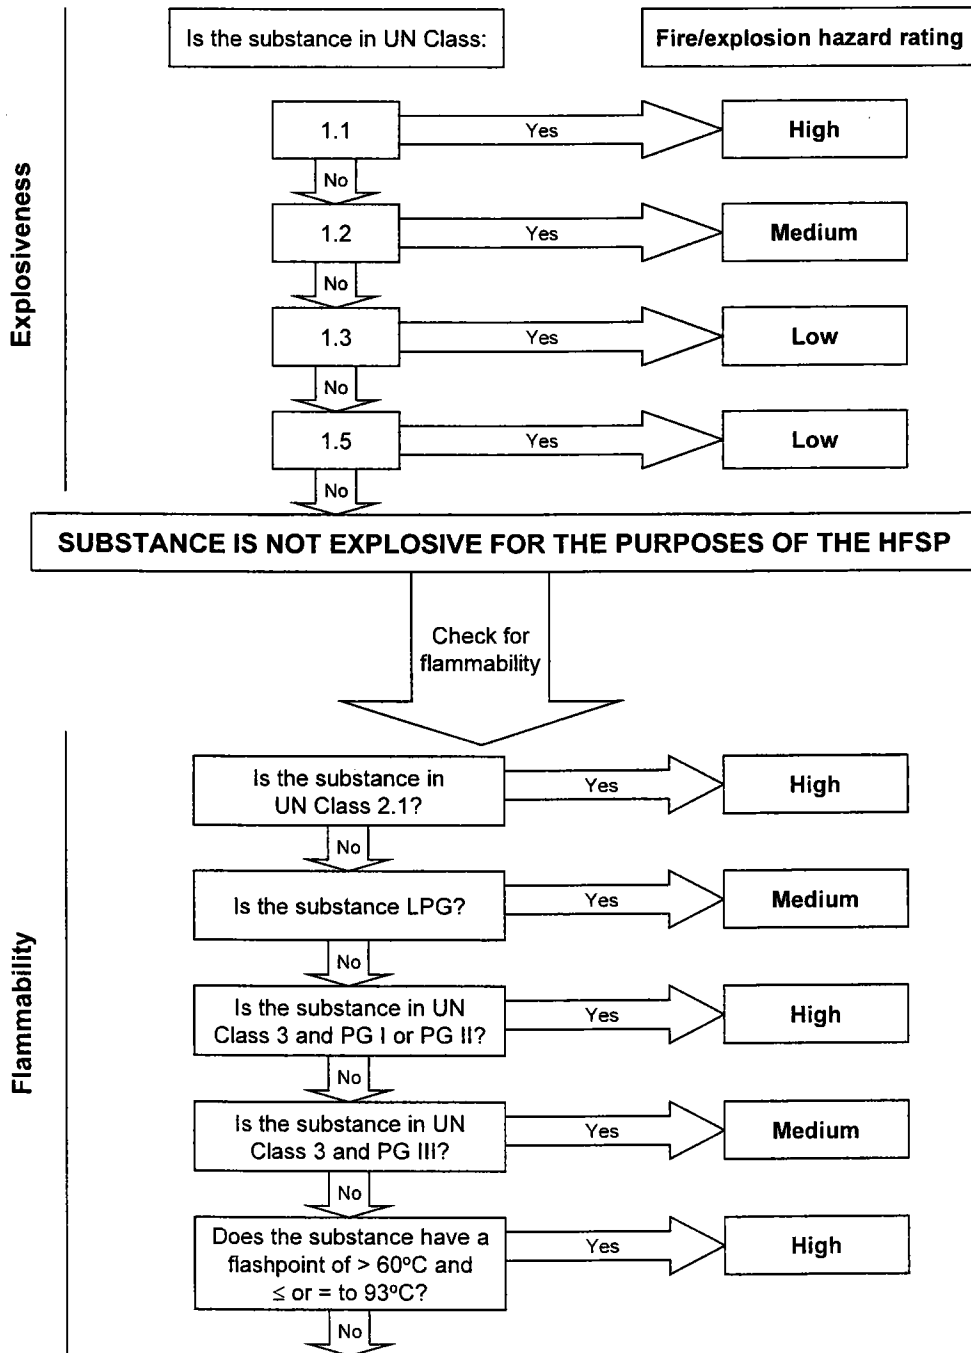 Is the substance in UN Class:
Fire/explosion hazard rating
Explosiveness
1.1
Yes
High
No
1.2
Yes
Medium
No
1.3
Yes
Low
No
1.5
Yes
Low
No
SUBSTANCE IS NOT EXPLOSIVE FOR THE PURPOSES OF THE HFSP
Check for
flammability
Flammability
Is the substance in
UN Class 2.1?
Yes
High
No
Is the substance LPG?
Yes
Medium
No
Is the substance in UN
Class 3 and PG I or PG II?
Yes
High
No
Is the substance in UN
Class 3 and PG III?
Yes
Medium
No
Does the substance have a
flashpoint of > 60ºC and
≤ or = to 93ºC?
Yes
High
No